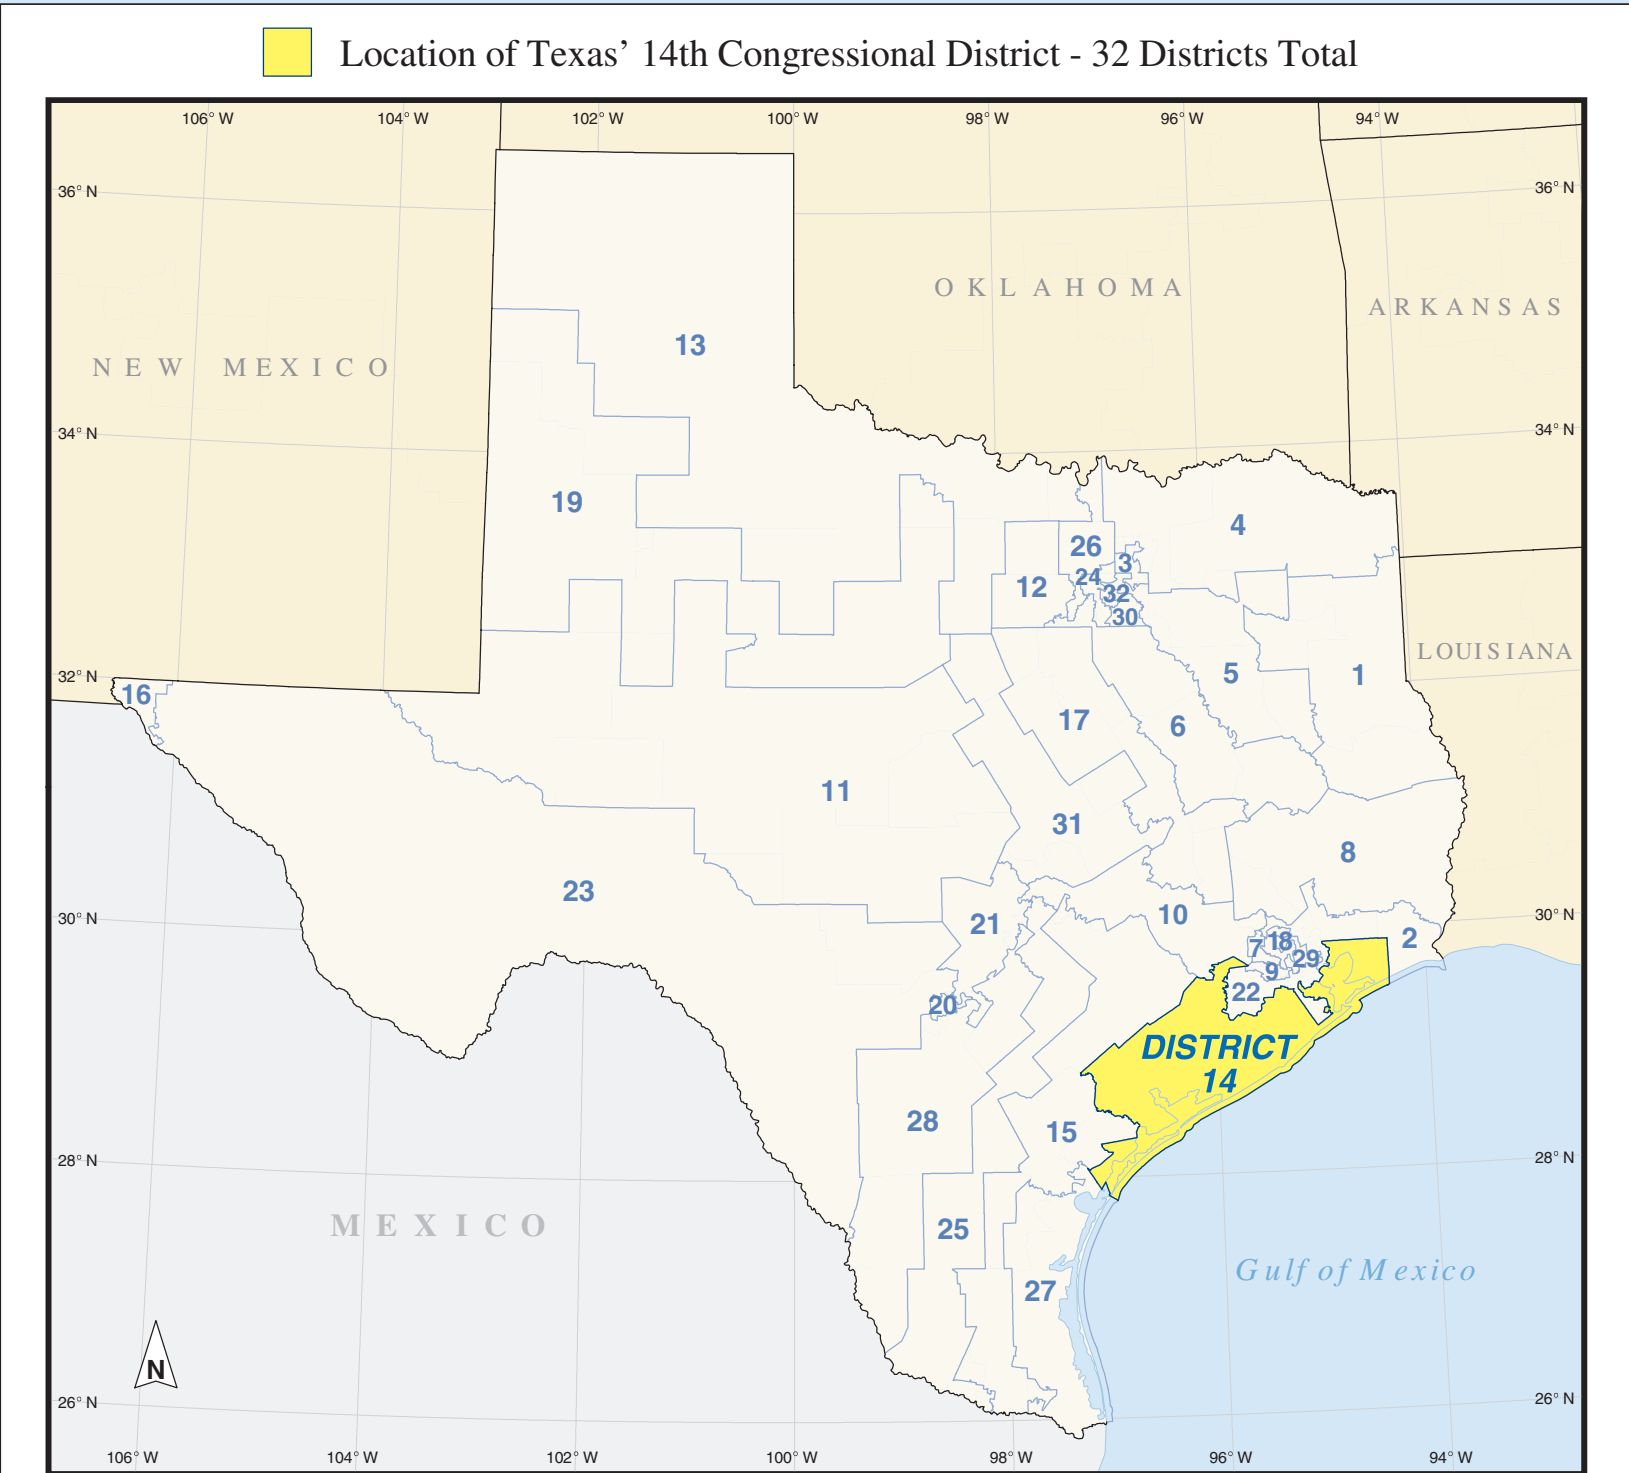 Location of Texas’ 14th Congressional District - 32 Districts Total
106° W 104° W 102° W 100° W 98° W 96° W 94° W
36° N 36° N
OKLAHOMA
ARKANSAS
13
NEW MEXICO
34° N 34° N
19
4
26
3
24
12
32
30
LOUISIANA
32° N
5
1
16
17
6
11
31
8
23
10
30° N 30° N
21
2
18
7
29
9
22
20
DISTRICT
14
28
15
28° N 28° N
MEXICO
25
Gulf of Mexico
27
N
26° N 26° N
106° W 104° W 102° W 100° W 98° W 96° W 94° W